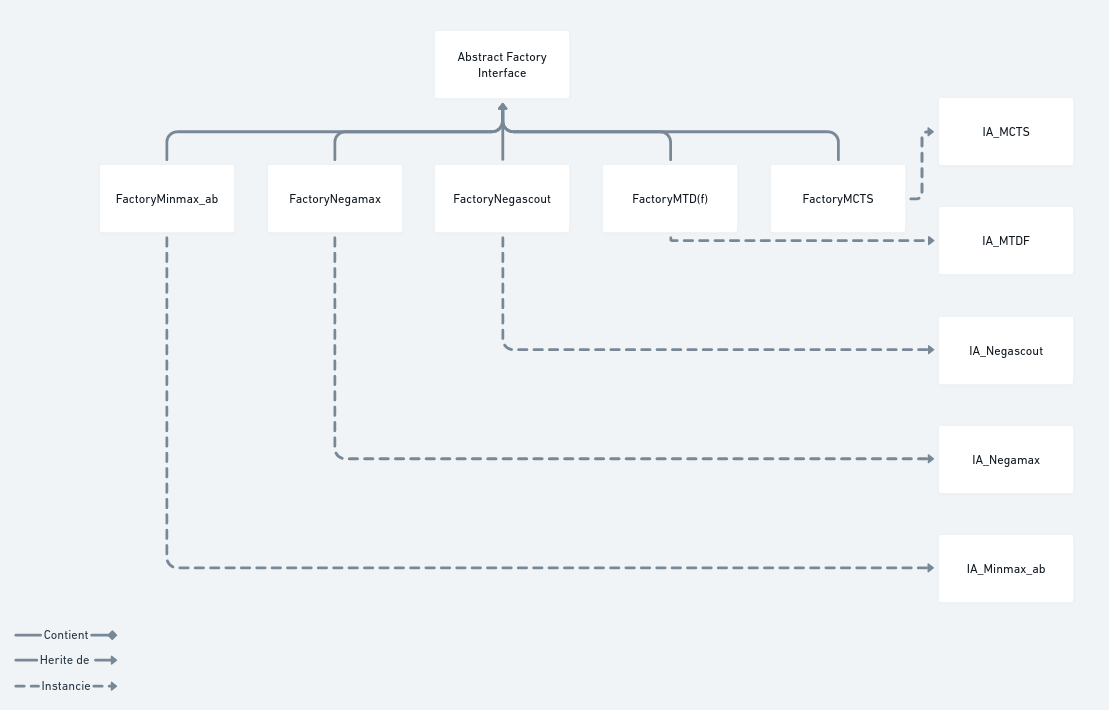 Abstract Factory
Interface
IA_MCTS
FactoryMinmax_ab
FactoryNegamax
FactoryNegascout
FactoryMTD(f)
FactoryMCTS
IA_MTDF
IA_Negascout
IA_Negamax
IA_Minmax_ab
Contient
Herite de
Instancie